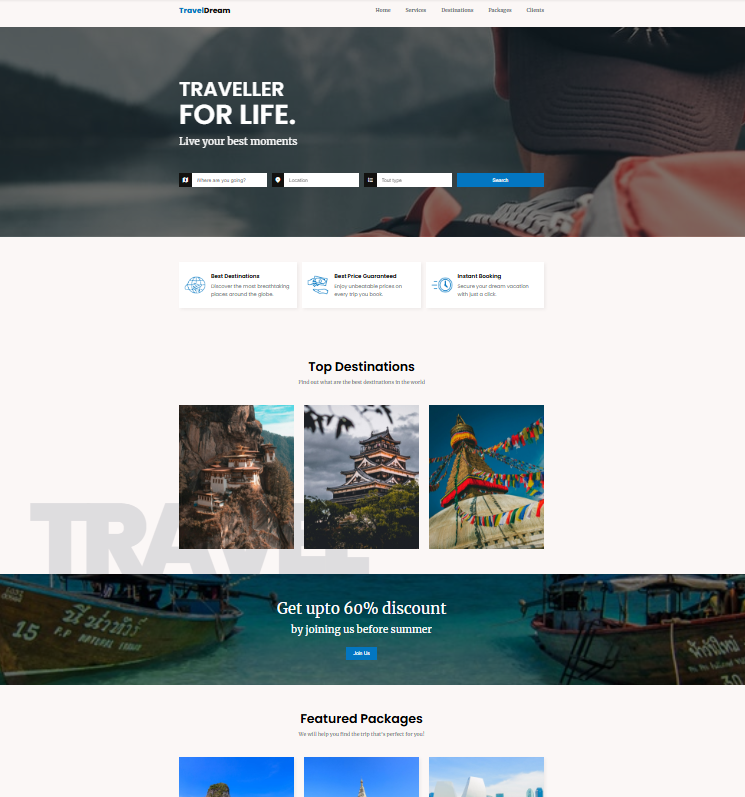 TravelDream
Home Services Destinations Packages Clients
TRAVELLER
FOR LIFE.
Live your best moments
Where are you going?
Location
Tour type
Search
Best Destinations
Discover the most breathtaking
places around the globe.
Best Price Guaranteed
Enjoy unbeatable prices on
every trip you book.
Instant Booking
Secure your dream vacation
with just a click.
Top Destinations
Find out what are the best destinations in the world
TRAVEL
Get upto 60% discount
by joining us before summer
Join Us
15
30
Featured Packages
We will help you find the trip that's perfect for you!